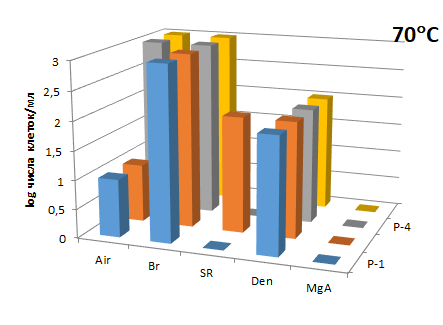 70°C
3
2,5
2
1,5
1
0,5
0
log числа клеток/мл
Air
Br
SR
Den
MgA
P-1
P-4